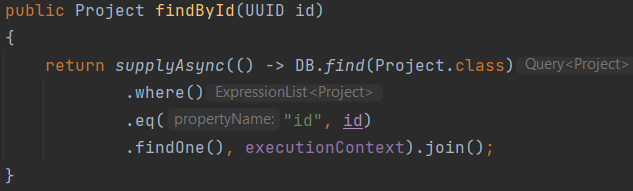 public Project findById(UUID id)
{
    return supplyAsync(() -> DB.find(Project.class) Query<Project>
            .where() ExpressionList<Project>
            .eq( propertyName: "id", id)
            .findOne(), executionContext).join();
}